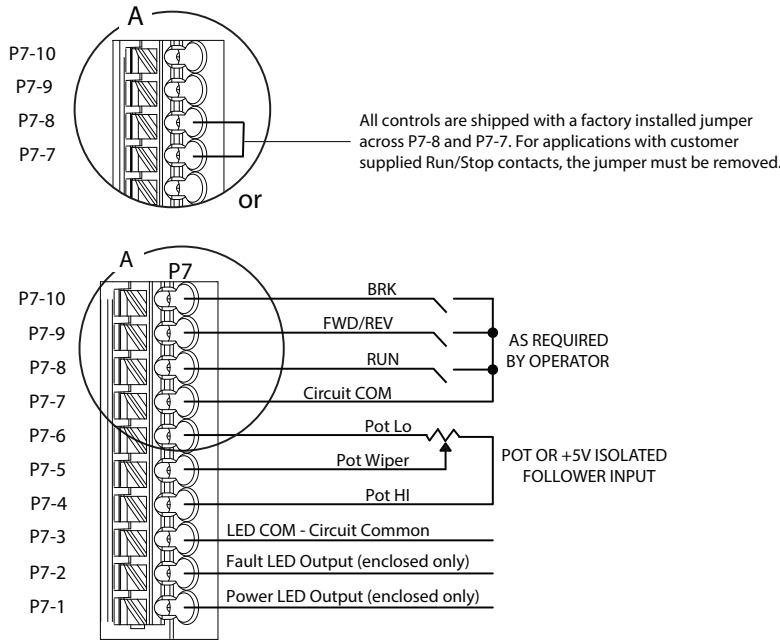 A
P7-10
P7-9
P7-8
P7-7
All controls are shipped with a factory installed jumper
across P7-8 and P7-7. For applications with customer
supplied Run/Stop contacts, the jumper must be removed.
or
A
P7
P7-10
BRK
P7-9
FWD/REV
P7-8
RUN
AS REQUIRED
BY OPERATOR
P7-7
Circuit COM
P7-6
Pot Lo
P7-5
Pot Wiper
POT OR +5V ISOLATED
FOLLOWER INPUT
P7-4
Pot HI
P7-3
LED COM - Circuit Common
P7-2
Fault LED Output (enclosed only)
P7-1
Power LED Output (enclosed only)